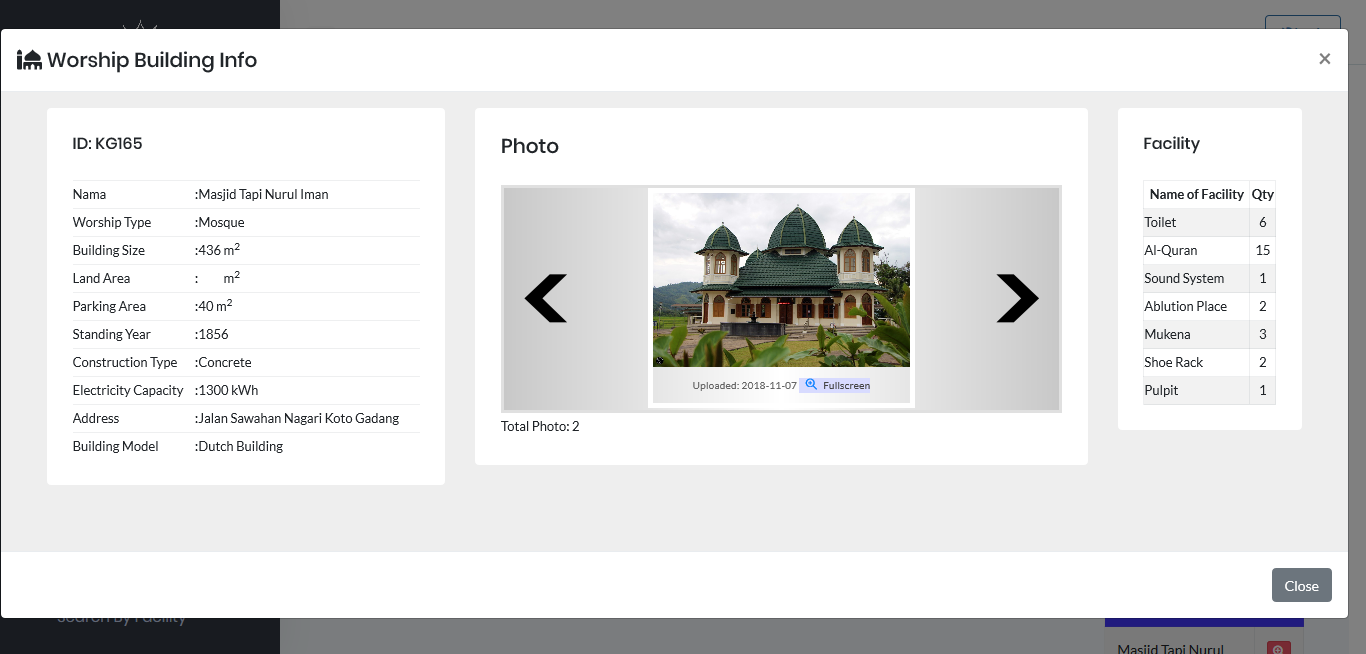 Worship Building Info
×
ID: KG165
Nama :Masjid Tapi Nurul Iman
Worship Type :Mosque
Building Size :436 m²
Land Area : m²
Parking Area :40 m²
Standing Year :1856
Construction Type :Concrete
Electricity Capacity :1300 kWh
Address :Jalan Sawahan Nagari Koto Gadang
Building Model :Dutch Building
Photo
Uploaded: 2018-11-07 Fullscreen
Total Photo: 2
Facility
Name of Facility Qty
Toilet 6
Al-Quran 15
Sound System 1
Ablution Place 2
Mukena 3
Shoe Rack 2
Pulpit 1
Close
Search By Facility
Masjid Tapi Nurul